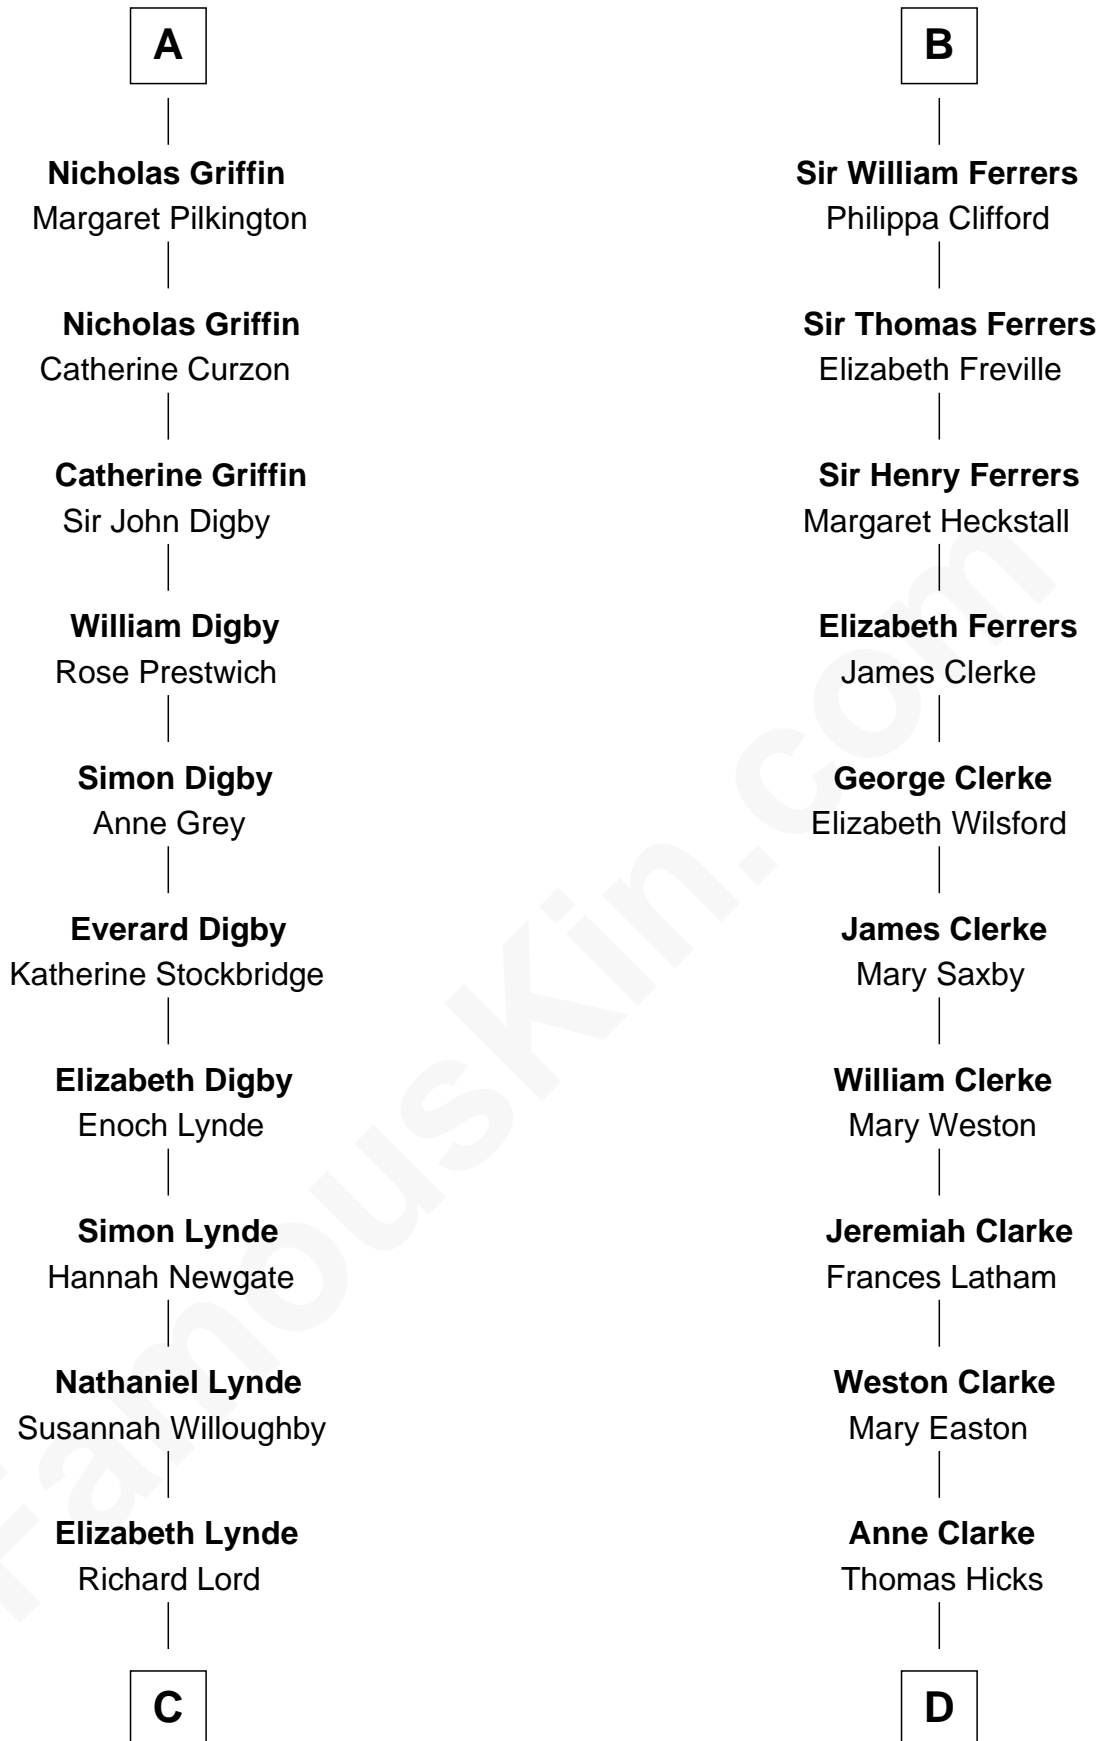 A
Nicholas Griffin
Margaret Pilkington
Nicholas Griffin
Catherine Curzon
Catherine Griffin
Sir John Digby
William Digby
Rose Prestwich
Simon Digby
Anne Grey
Everard Digby
Katherine Stockbridge
Elizabeth Digby
Enoch Lynde
Simon Lynde
Hannah Newgate
Nathaniel Lynde
Susannah Willoughby
Elizabeth Lynde
Richard Lord
C
B
Sir William Ferrers
Philippa Clifford
Sir Thomas Ferrers
Elizabeth Freville
Sir Henry Ferrers
Margaret Heckstall
Elizabeth Ferrers
James Clerke
George Clerke
Elizabeth Wilsford
James Clerke
Mary Saxby
William Clerke
Mary Weston
Jeremiah Clarke
Frances Latham
Weston Clarke
Mary Easton
Anne Clarke
Thomas Hicks
D
FamousKin.com